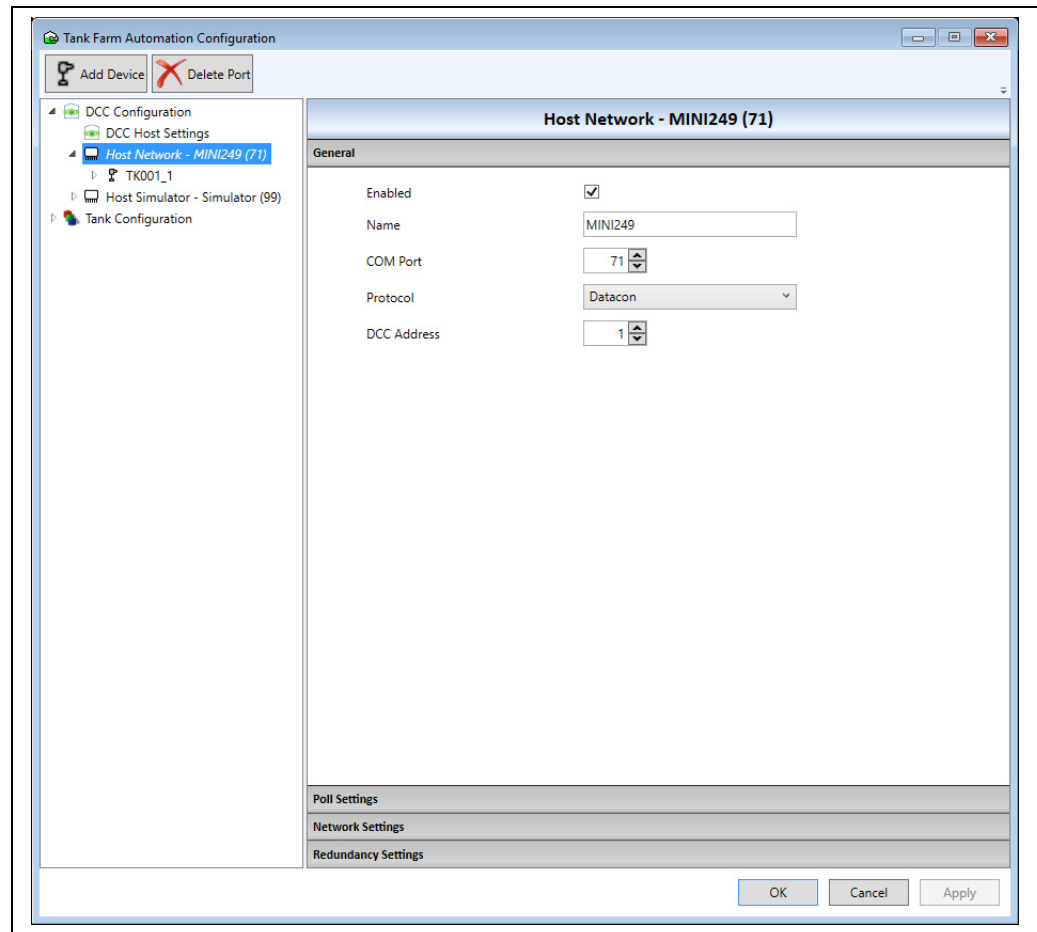 Tank Farm Automation Configuration
Add Device
Delete Port
DCC Configuration
DCC Host Settings
Host Network - MINI249 (71)
TK001_1
Host Simulator - Simulator (99)
Tank Configuration
Host Network - MINI249 (71)
General
Enabled
Name
MINI249
COM Port
71
Protocol
Datacon
DCC Address
1
Poll Settings
Network Settings
Redundancy Settings
OK
Cancel
Apply